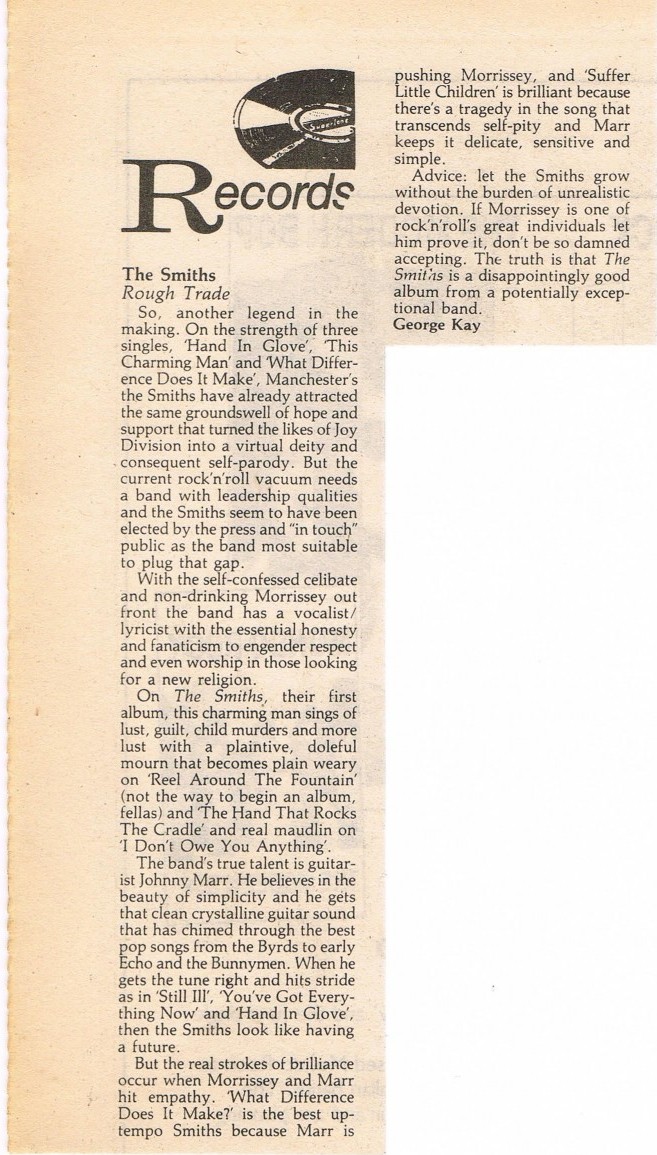 Supertone
Records
The Smiths
Rough Trade
So, another legend in the
making. On the strength of three
singles, ‘Hand In Glove’, ‘This
Charming Man’ and ‘What Differ-
ence Does It Make’, Manchester’s
the Smiths have already attracted
the same groundswell of hope and
support that turned the likes of Joy
Division into a virtual deity and
consequent self-parody. But the
current rock’n’roll vacuum needs
a band with leadership qualities
and the Smiths seem to have been
elected by the press and “in touch”
public as the band most suitable
to plug that gap.
With the self-confessed celibate
and non-drinking Morrissey out
front the band has a vocalist/
lyricist with the essential honesty
and fanaticism to engender respect
and even worship in those looking
for a new religion.
On The Smiths, their first
album, this charming man sings of
lust, guilt, child murders and more
lust with a plaintive, doleful
mourn that becomes plain weary
on ‘Reel Around The Fountain’
(not the way to begin an album,
fellas) and ‘The Hand That Rocks
The Cradle’ and real maudlin on
‘I Don’t Owe You Anything’.
The band’s true talent is guitar-
ist Johnny Marr. He believes in the
beauty of simplicity and he gets
that clean crystalline guitar sound
that has chimed through the best
pop songs from the Byrds to early
Echo and the Bunnymen. When he
gets the tune right and hits stride
as in ‘Still Ill’, ‘You’ve Got Every-
thing Now’ and ‘Hand In Glove’,
then the Smiths look like having
a future.
But the real strokes of brilliance
occur when Morrissey and Marr
hit empathy. ‘What Difference
Does It Make?’ is the best up-
tempo Smiths because Marr is
pushing Morrissey, and ‘Suffer
Little Children’ is brilliant because
there’s a tragedy in the song that
transcends self-pity and Marr
keeps it delicate, sensitive and
simple.
Advice: let the Smiths grow
without the burden of unrealistic
devotion. If Morrissey is one of
rock’n’roll’s great individuals let
him prove it, don’t be so damned
accepting. The truth is that The
Smiths is a disappointingly good
album from a potentially excep-
tional band.
George Kay